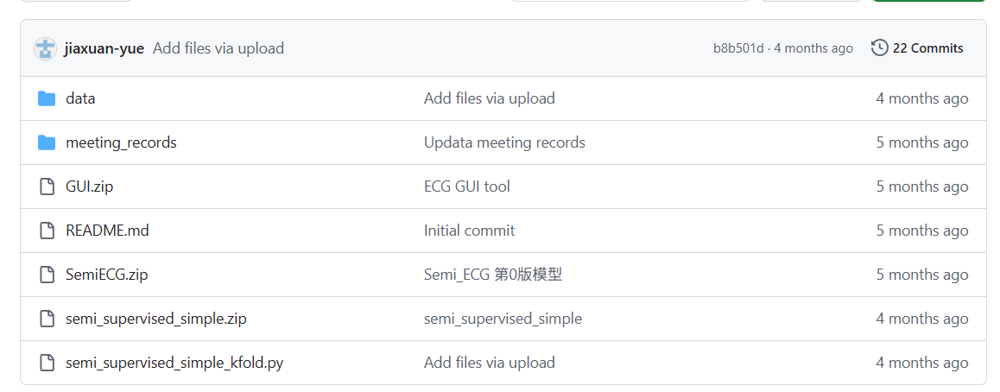 jiaxuan-yue Add files via upload b8b501d · 4 months ago 22 Commits
data Add files via upload 4 months ago
meeting_records Updata meeting records 5 months ago
GUI.zip ECG GUI tool 5 months ago
README.md Initial commit 5 months ago
SemiECG.zip Semi_ECG 第0版模型 5 months ago
semi_supervised_simple.zip semi_supervised_simple 4 months ago
semi_supervised_simple_kfold.py Add files via upload 4 months ago